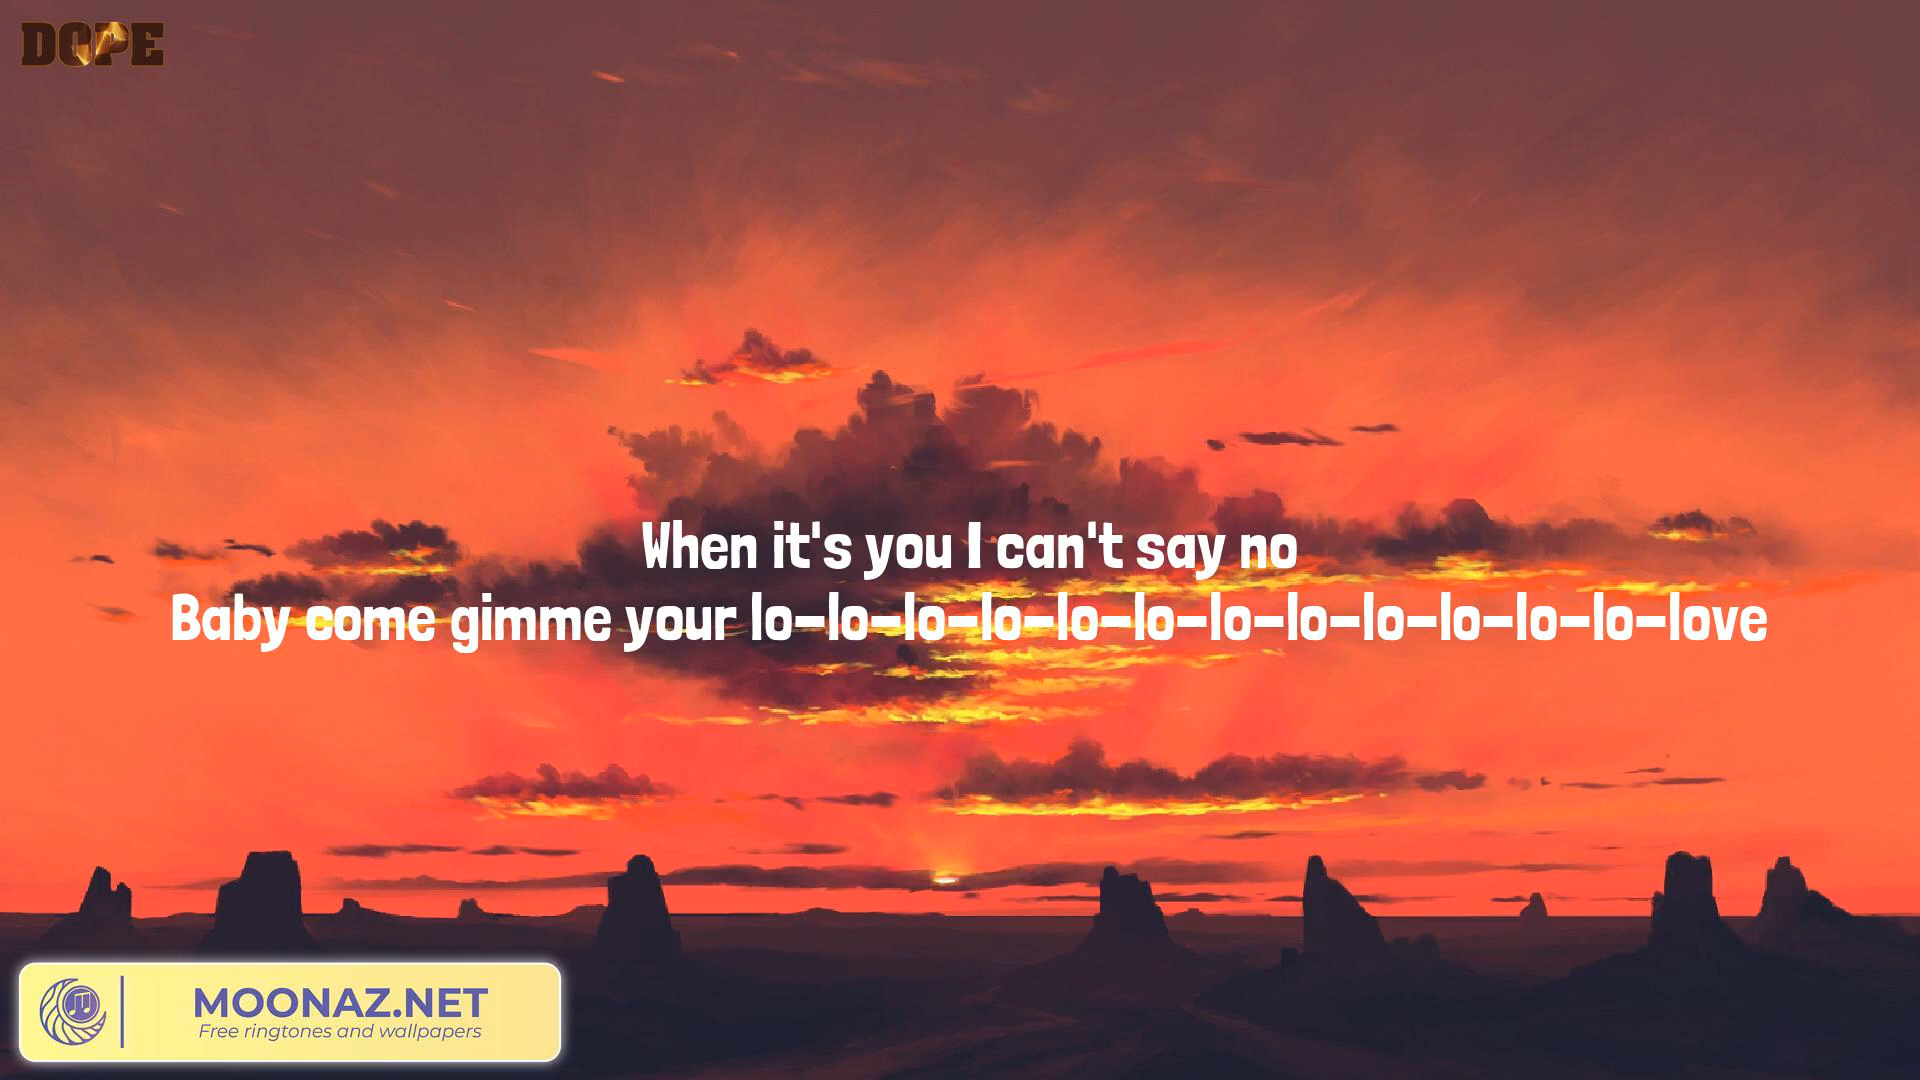 DOPE
When it's you I can't say no
Baby come gimme your lo-lo-lo-lo-lo-lo-lo-lo-lo-lo-lo-lo-love
MOONAZ.NET
Free ringtones and wallpapers